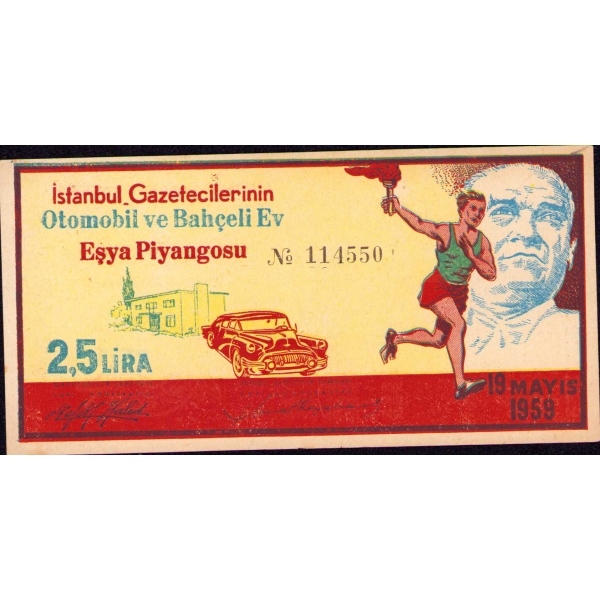 İstanbul Gazetecilerinin
Otomobil ve Bahçeli Ev
Eşya Piyangosu
№ 114550
2,5 LİRA
19 MAYIS
1959